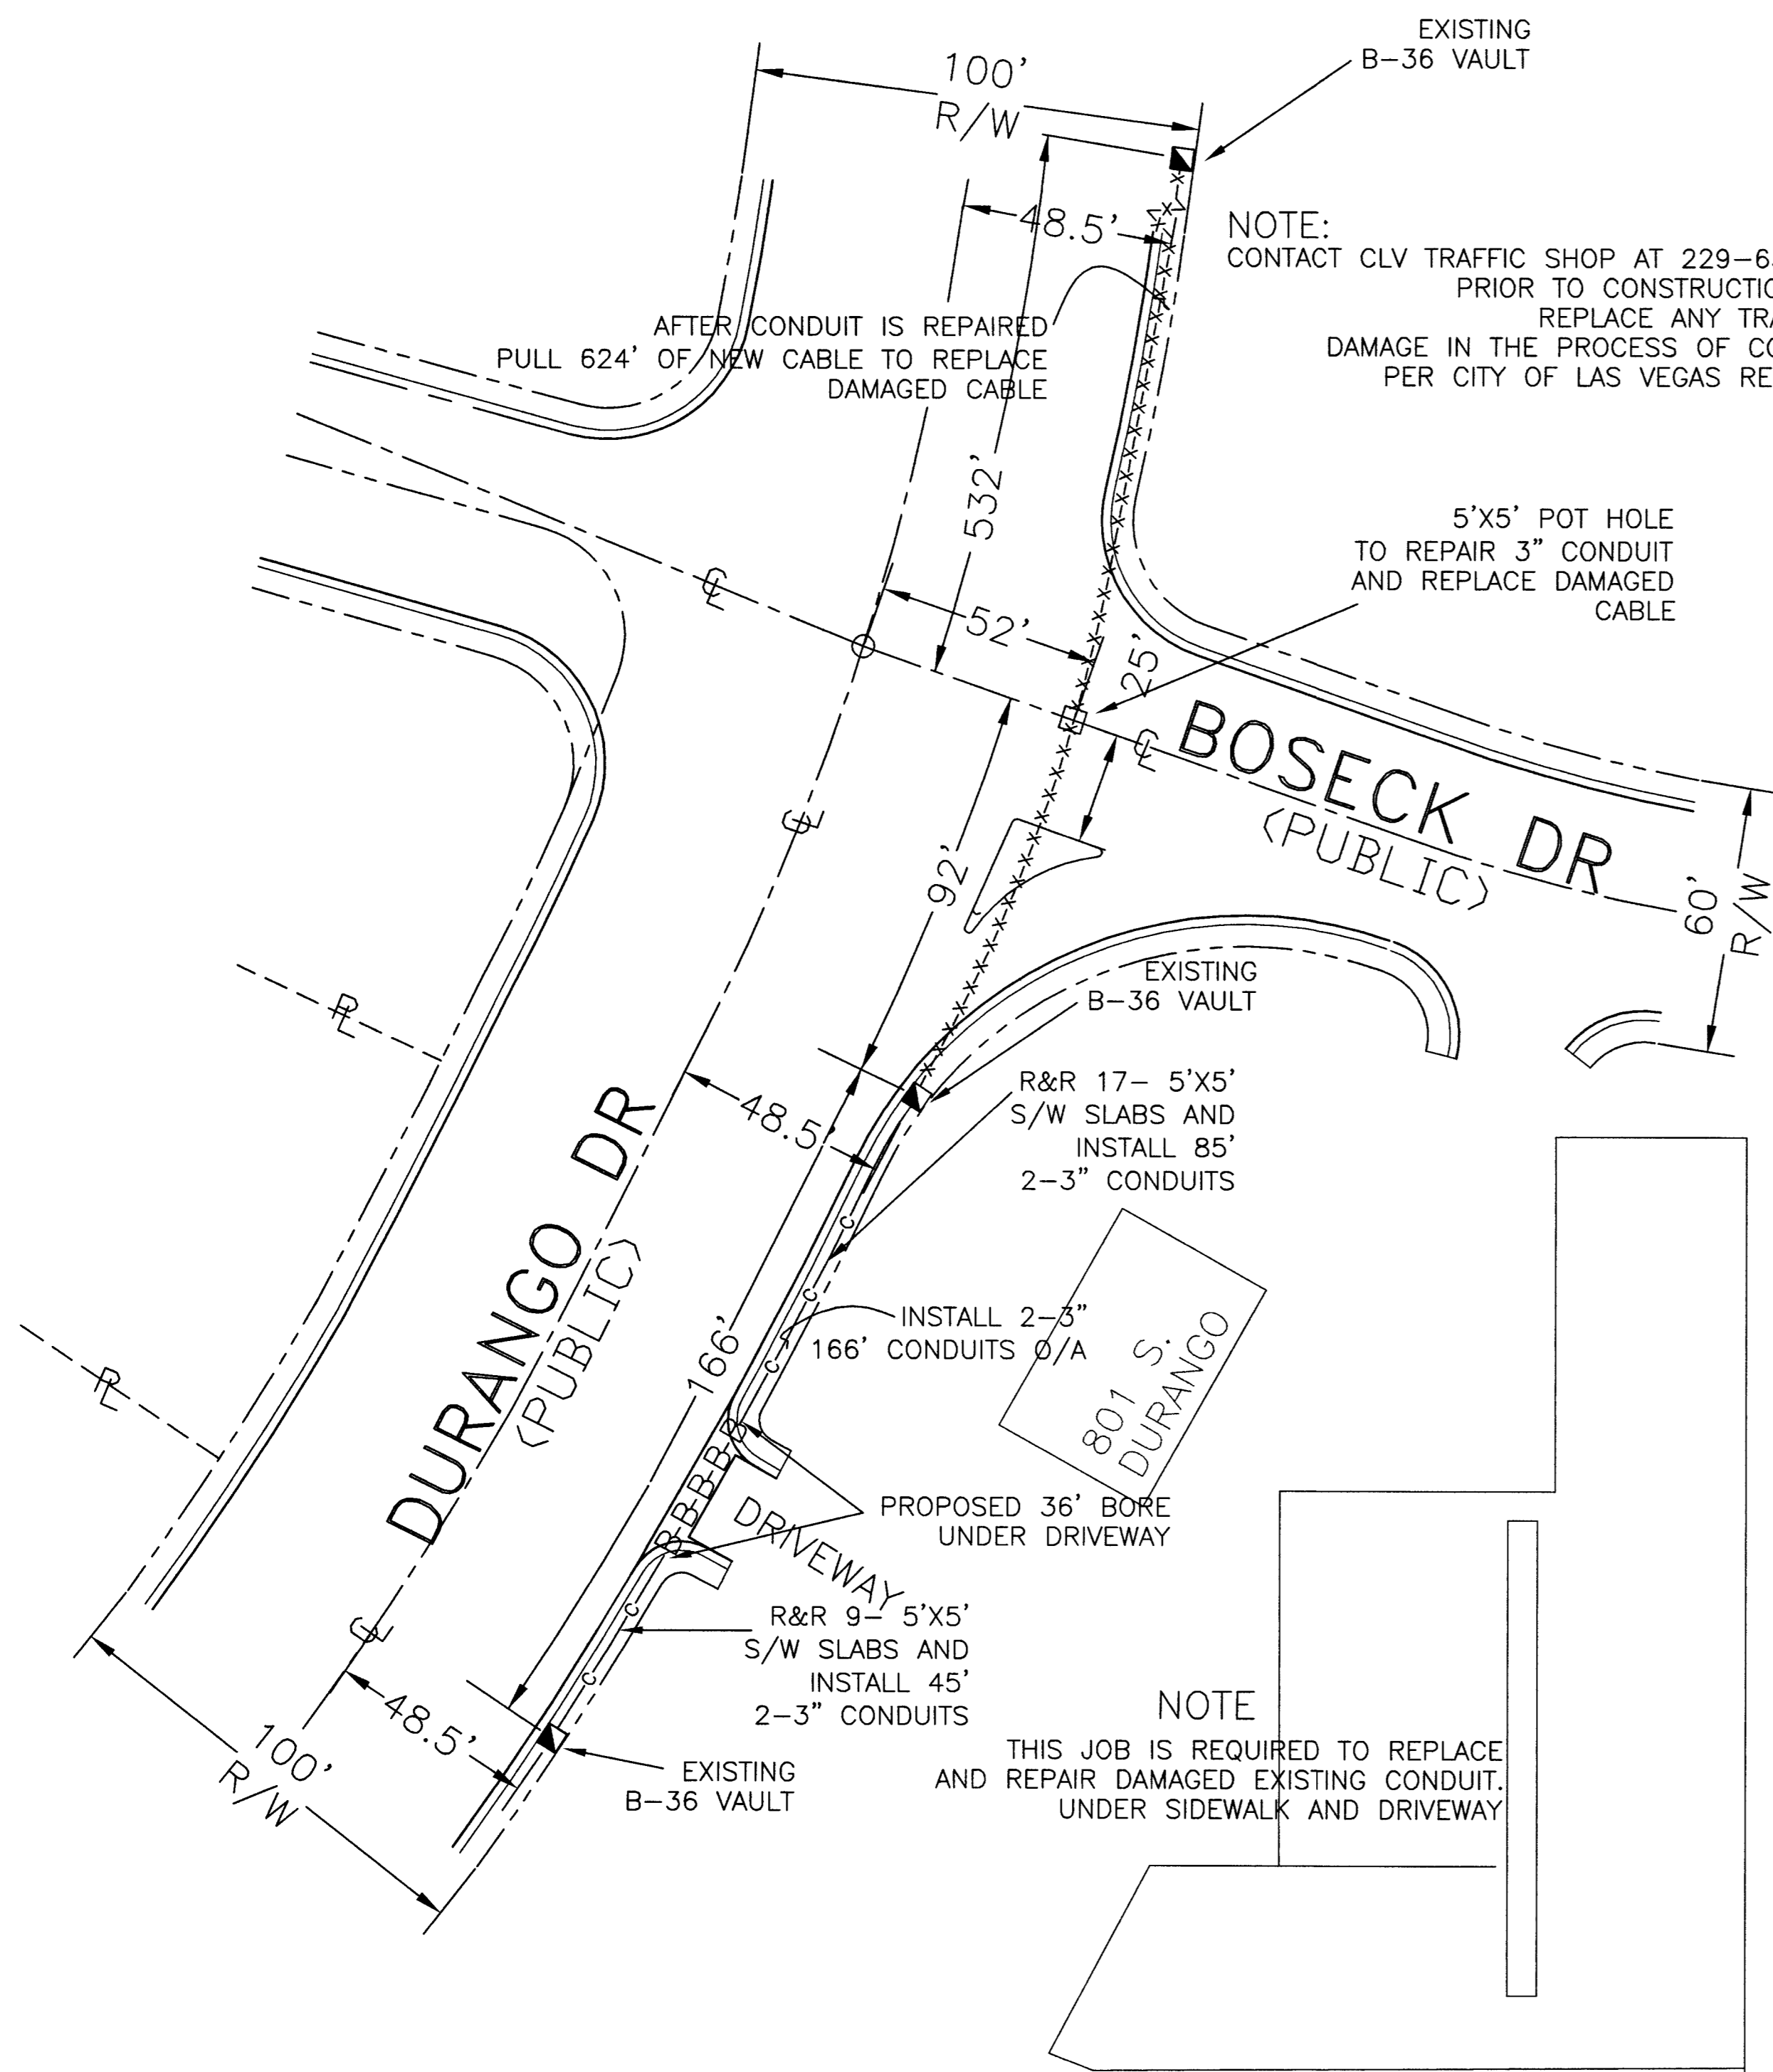 EXISTING
B-36 VAULT
100'
R/W
48.5'
NOTE:
CONTACT CLV TRAFFIC SHOP AT
PRIOR TO
REPLACE ANY
DAMAGE IN THE PROCESS OF
PER CITY OF LAS VEGAS
AFTER CONDUIT IS REPAIRED
PULL 624' OF NEW CABLE TO REPLACE
DAMAGED CABLE
532'
5'X5' POT HOLE
TO REPAIR 3" CONDUIT
AND REPLACE DAMAGED
CABLE
52'
25'
BOSECK DR
(PUBLIC)
60'
R/W
92'
EXISTING
B-36 VAULT
R&R 17- 5'X5'
S/W SLABS AND
INSTALL 85'
2-3" CONDUITS
48.5'
DURANGO DR
(PUBLIC)
166'
INSTALL 2-3"
166' CONDUITS O/A
801 S.
DURANGO
PROPOSED 36' BORE
UNDER DRIVEWAY
DRIVEWAY
R&R 9- 5'X5'
S/W SLABS AND
INSTALL 45'
2-3" CONDUITS
48.5'
100'
R/W
EXISTING
B-36 VAULT
NOTE
THIS JOB IS REQUIRED TO REPLACE
AND REPAIR DAMAGED EXISTING CONDUIT.
UNDER SIDEWALK AND DRIVEWAY